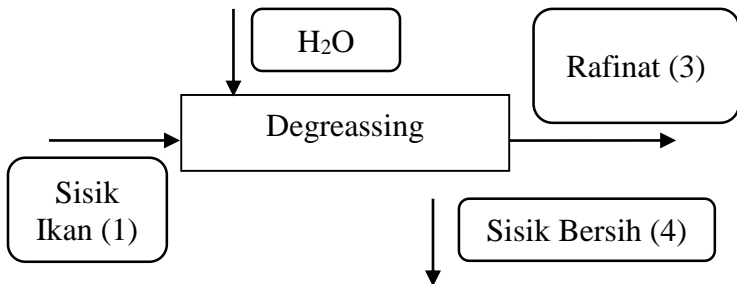 H₂O
Rafinat (3)
Degreassing
Sisik
Ikan (1)
Sisik Bersih (4)